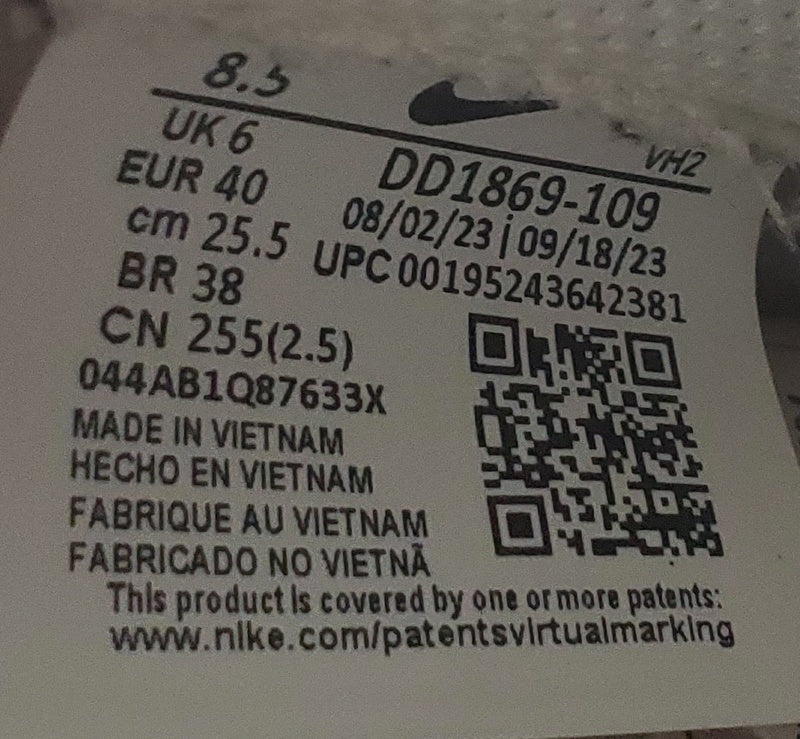 8.5
VH2
UK 6
DD1869-109
EUR 40
08/02/23 | 09/18/23
cm 25.5
UPC 00195243642381
BR 38
CN 255(2.5)
044AB1Q87633X
MADE IN VIETNAM
HECHO EN VIETNAM
FABRIQUE AU VIETNAM
FABRICADO NO VIETNÃ
This product is covered by one or more patents:
www.nike.com/patentsvirtualmarking